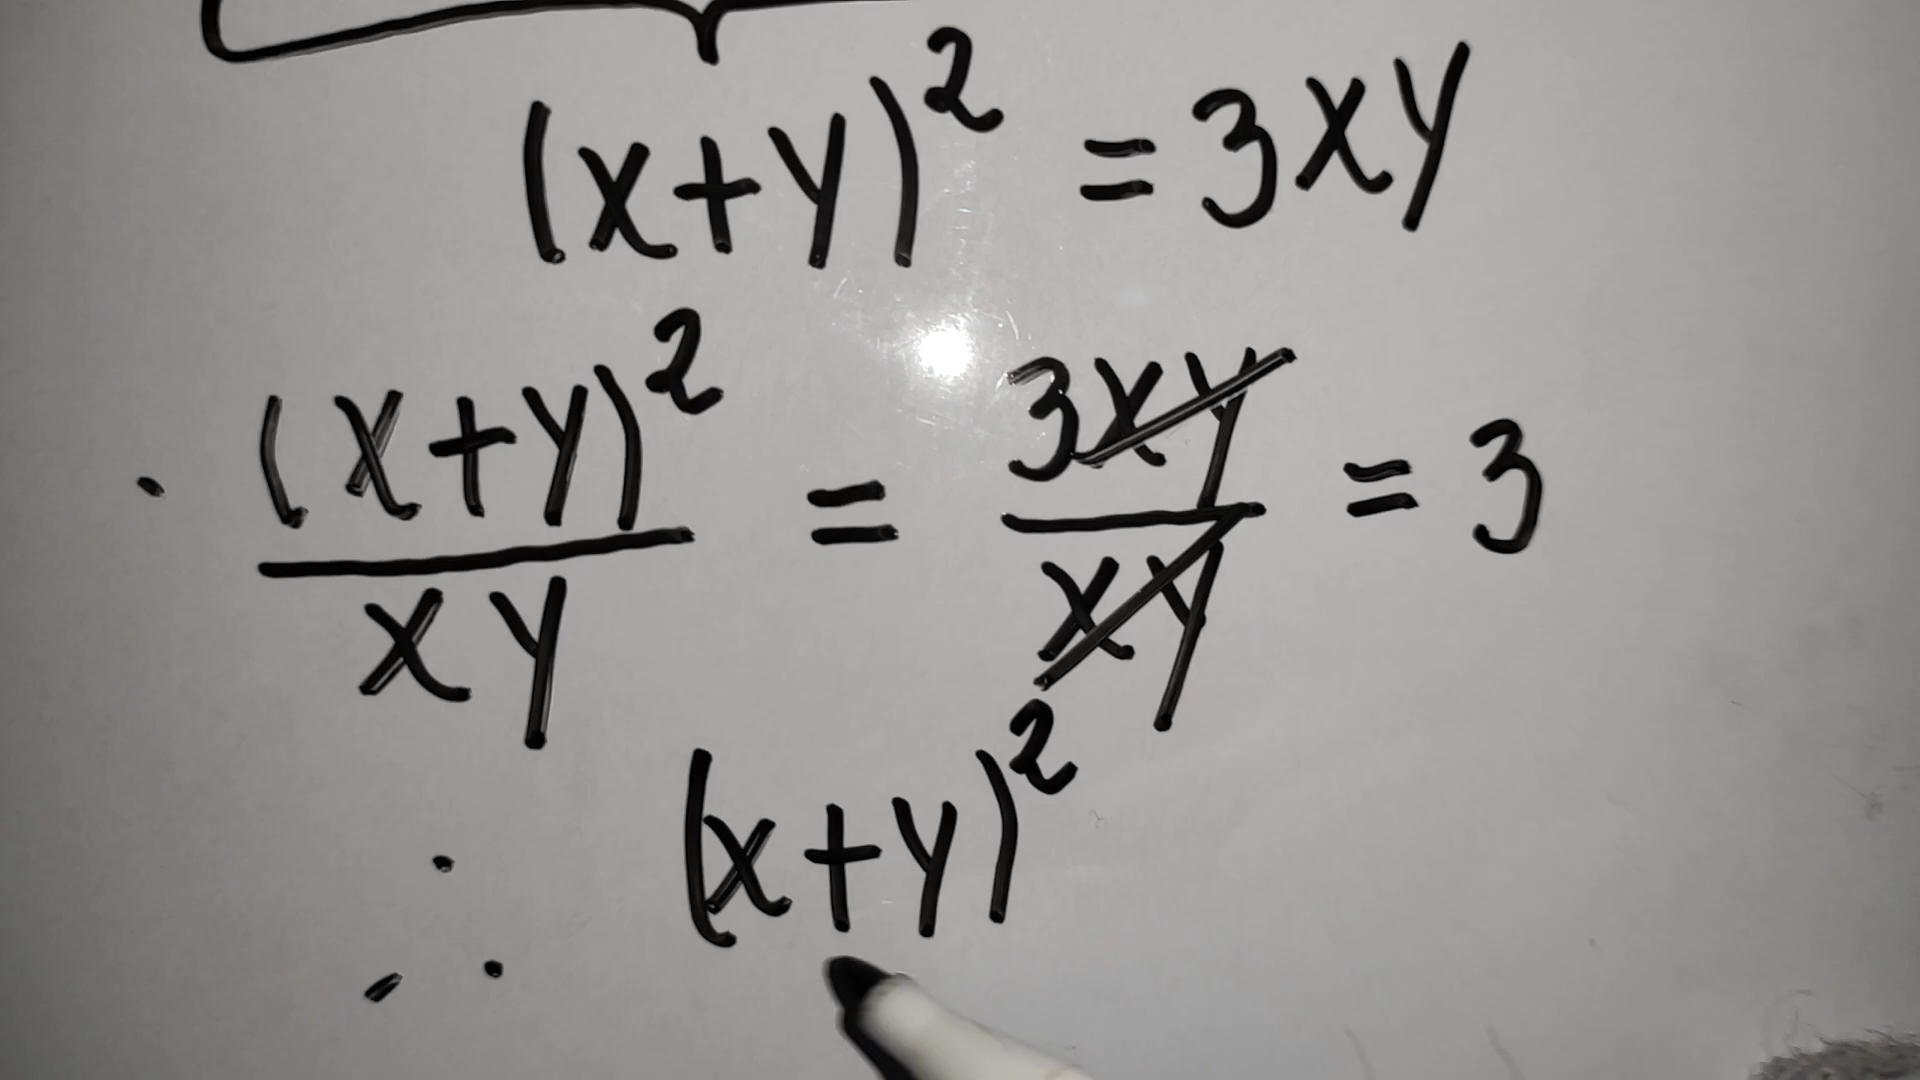 (x+y)² = 3xy
(x+y)²/xy = 3xy/xy = 3
∴ (x+y)²